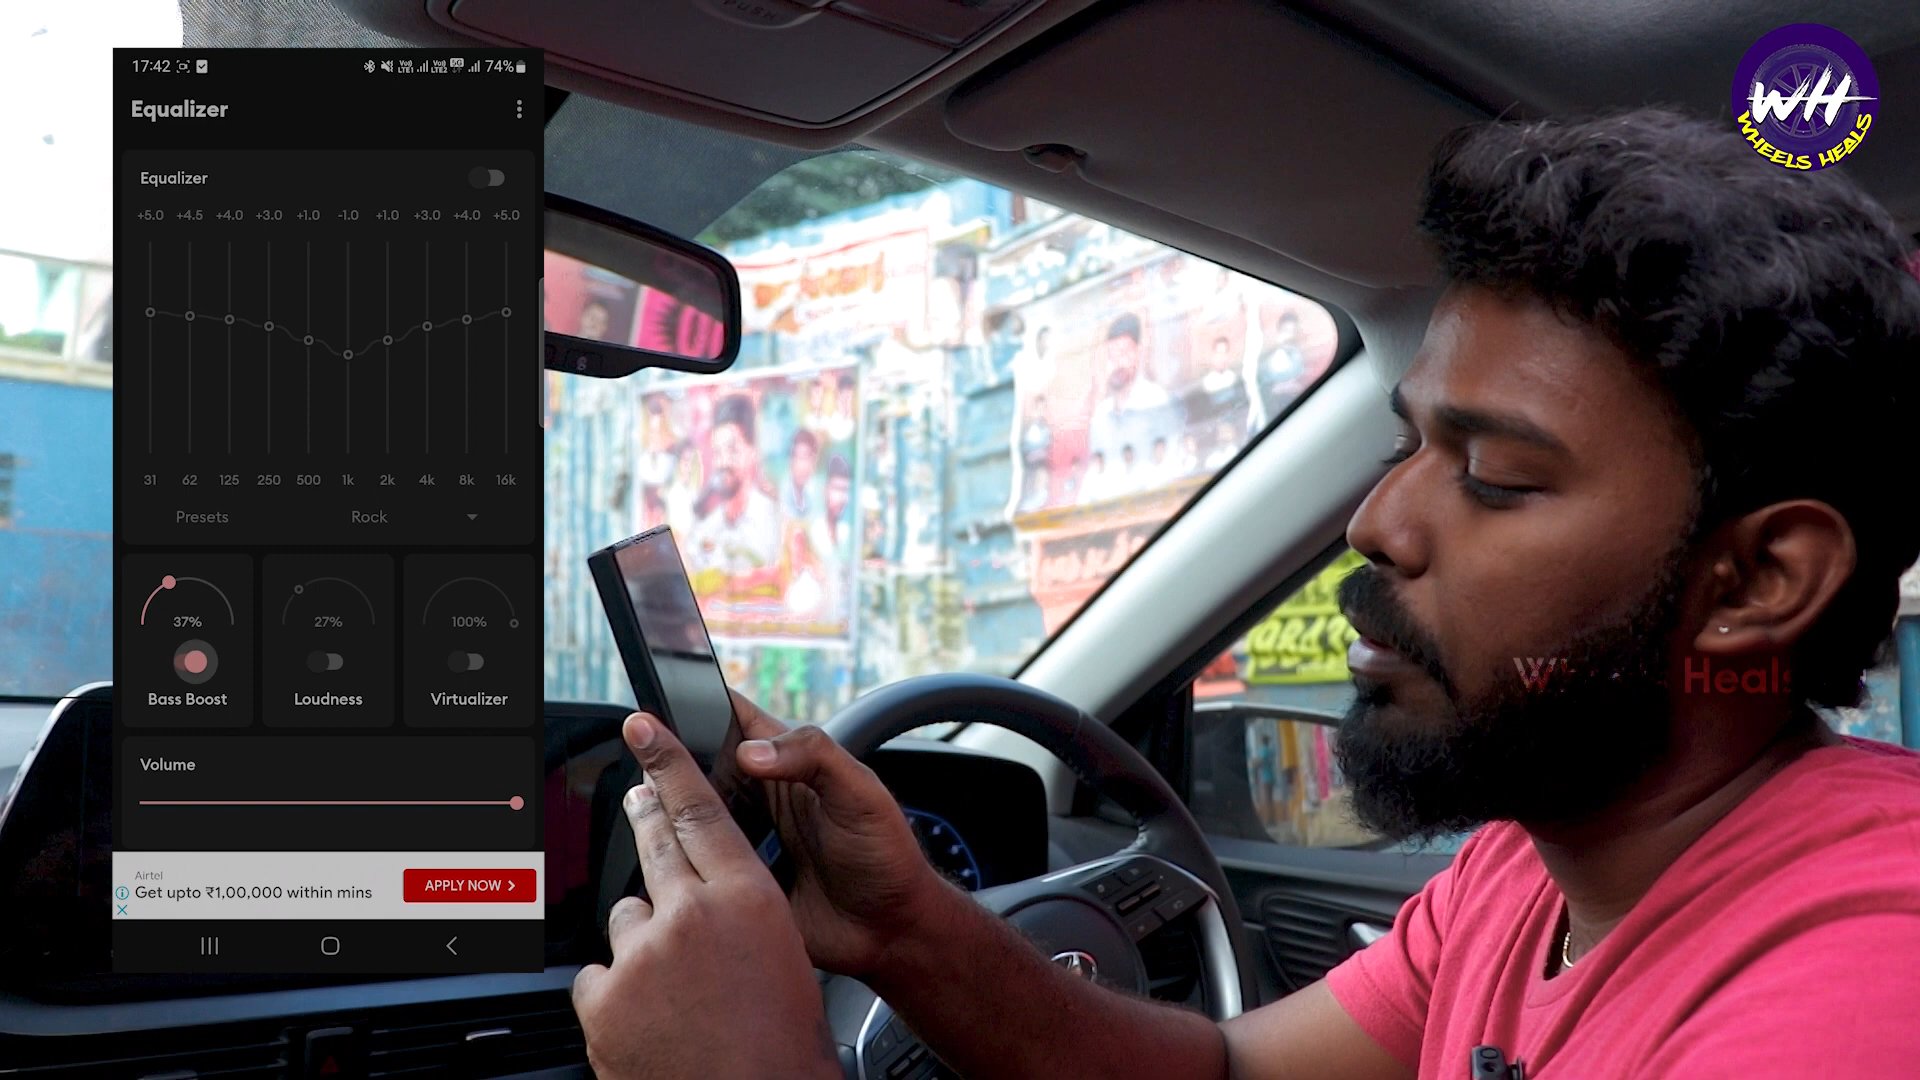 PUSH
17:42
74%
Equalizer
Equalizer
+5.0 +4.5 +4.0 +3.0 +1.0 -1.0 +1.0 +3.0 +4.0 +5.0
31 62 125 250 500 1k 2k 4k 8k 16k
Presets Rock
37% 27% 100%
Bass Boost Loudness Virtualizer
Volume
Airtel
Get upto ₹1,00,000 within mins
APPLY NOW
WH
WHEELS HEALS
Heals